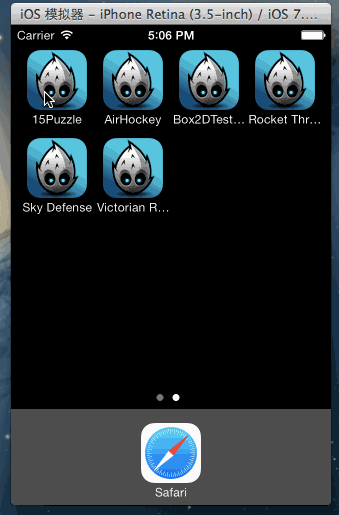 iOS 模拟器 - iPhone Retina (3.5-inch) / iOS 7....
Carrier 5:06 PM
15Puzzle AirHockey Box2DTest... Rocket Thr...
Sky Defense Victorian R...
Safari